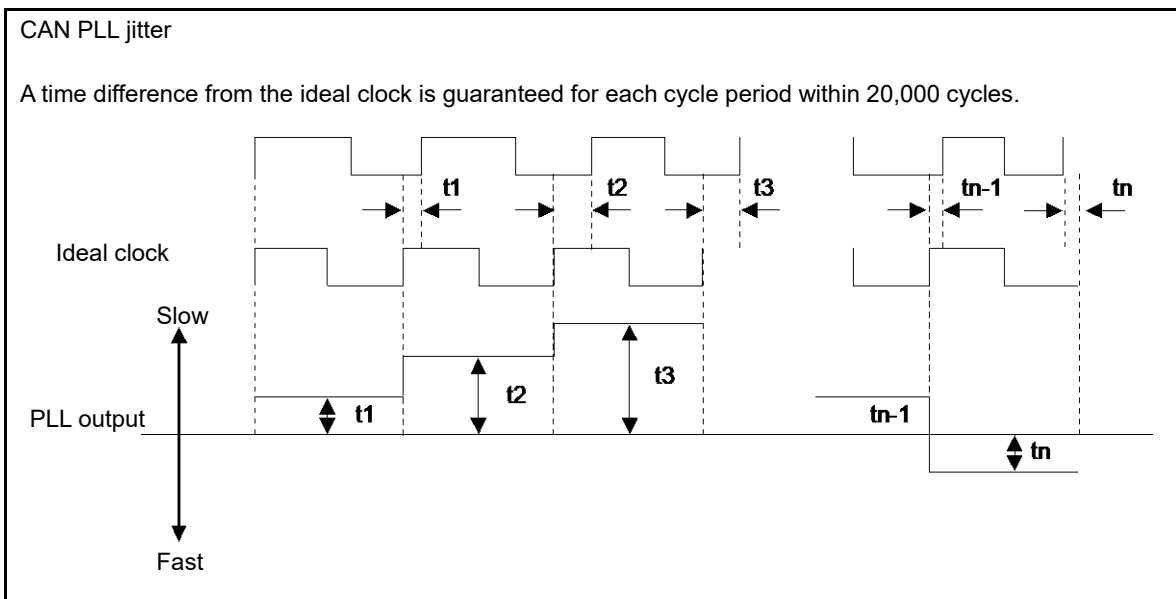 CAN PLL jitter
A time difference from the ideal clock is guaranteed for each cycle period within 20,000 cycles.
t1
t2
t3
tn-1
tn
Ideal clock
Slow
t1
t2
t3
PLL output
tn-1
tn
Fast